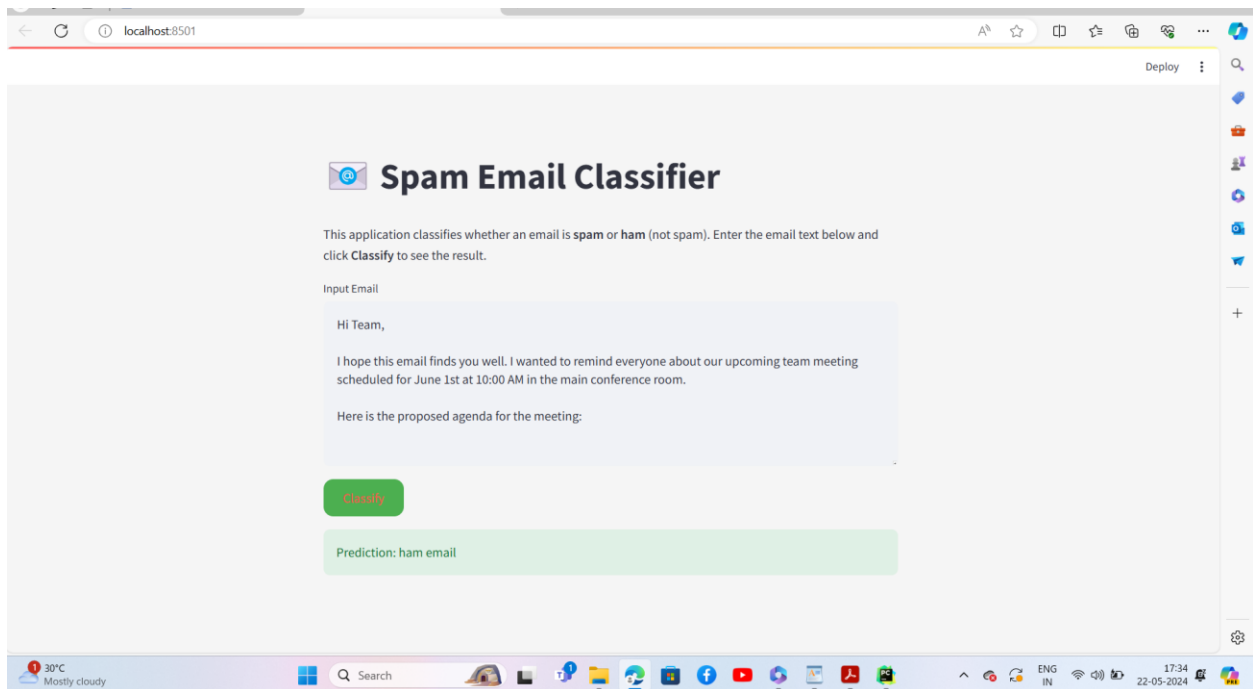 localhost:8501
Deploy
Spam Email Classifier
This application classifies whether an email is spam or ham (not spam). Enter the email text below and
click Classify to see the result.
Input Email
Hi Team,
I hope this email finds you well. I wanted to remind everyone about our upcoming team meeting
scheduled for June 1st at 10:00 AM in the main conference room.
Here is the proposed agenda for the meeting:
Classify
Prediction: ham email
1
30°C
Mostly cloudy
Search
1
ENG
IN
17:34
22-05-2024
PRE